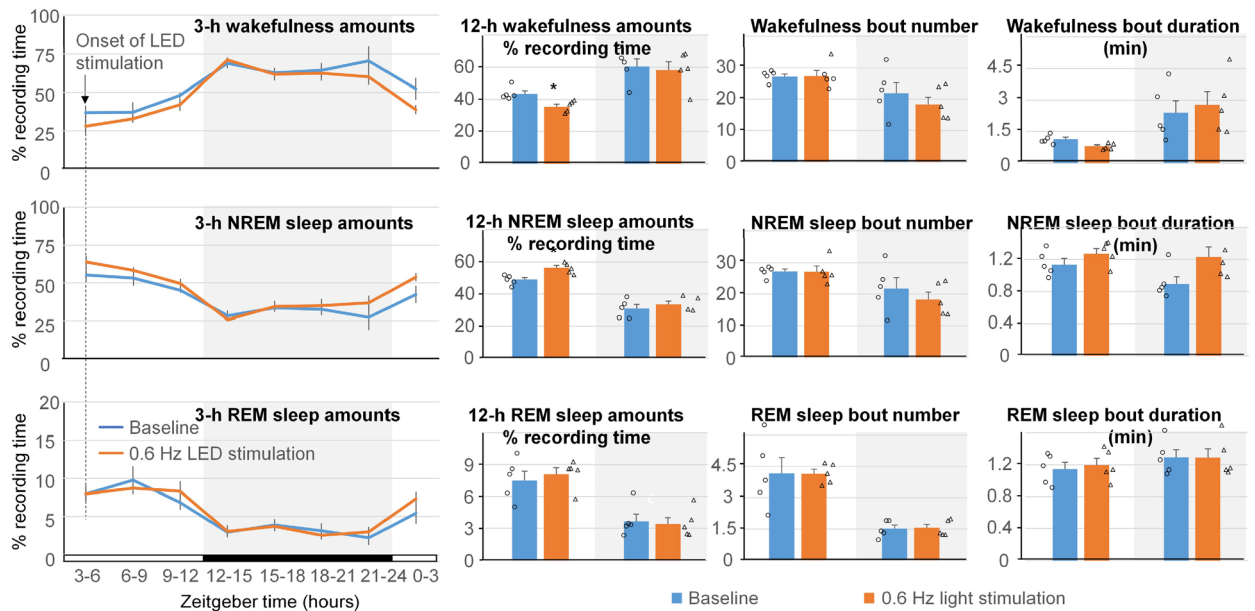 3-h wakefulness amounts
% recording time
100
75
50
25
0
Onset of LED
stimulation
12-h wakefulness amounts
% recording time
60
40
20
0
*
Wakefulness bout number
30
20
10
0
Wakefulness bout duration
(min)
4.5
3
1.5
0
3-h NREM sleep amounts
% recording time
100
75
50
25
0
12-h NREM sleep amounts
% recording time
60
40
20
0
*
NREM sleep bout number
30
20
10
0
NREM sleep bout duration
(min)
1.2
0.8
0.4
0
3-h REM sleep amounts
% recording time
20
15
10
5
0
Baseline
0.6 Hz LED stimulation
12-h REM sleep amounts
% recording time
9
6
3
0
REM sleep bout number
4.5
3
1.5
0
REM sleep bout duration
(min)
1.2
0.8
0.4
0
3-6 6-9 9-12 12-15 15-18 18-21 21-24 0-3
Zeitgeber time (hours)
Baseline
0.6 Hz light stimulation